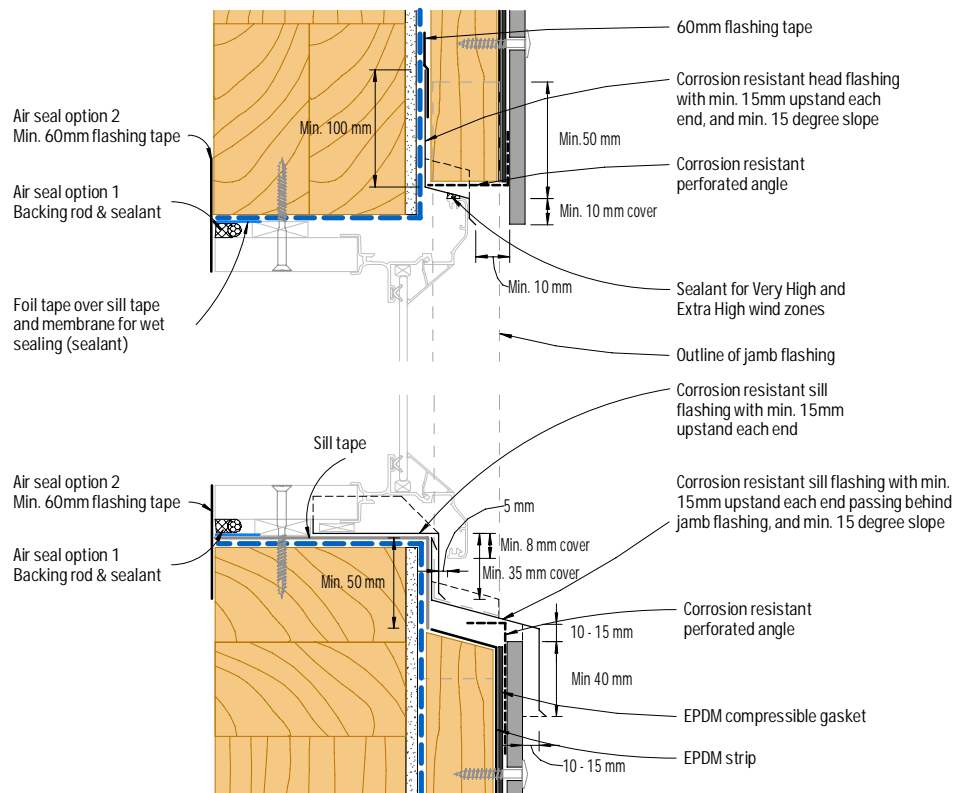 60mm flashing tape
Corrosion resistant head flashing
with min. 15mm upstand each
end, and min. 15 degree slope
Air seal option 2
Min. 60mm flashing tape
Min. 100 mm
Min.50 mm
Corrosion resistant
perforated angle
Air seal option 1
Backing rod & sealant
Min. 10 mm cover
Min. 10 mm
Sealant for Very High and
Extra High wind zones
Foil tape over sill tape
and membrane for wet
sealing (sealant)
Outline of jamb flashing
Corrosion resistant sill
flashing with min. 15mm
upstand each end
Sill tape
Air seal option 2
Min. 60mm flashing tape
Corrosion resistant sill flashing with min.
15mm upstand each end passing behind
jamb flashing, and min. 15 degree slope
5 mm
Min. 8 mm cover
Air seal option 1
Backing rod & sealant
Min. 50 mm
Min. 35 mm cover
Corrosion resistant
perforated angle
10 - 15 mm
Min 40 mm
EPDM compressible gasket
EPDM strip
10 - 15 mm